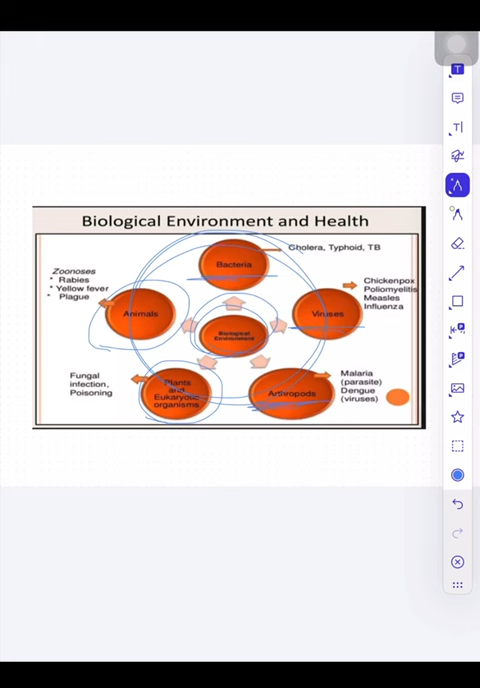 Biological Environment and Health
Bacteria
Cholera, Typhoid, TB
Zoonoses
* Rabies
* Yellow fever
* Plague
Animals
Viruses
Chickenpox
Poliomyelitis
Measles
Influenza
Biological
Environment
Fungal
infection,
Poisoning
Plants
and
Eukaryotic
organisms
Arthropods
Malaria
(parasite)
Dengue
(viruses)